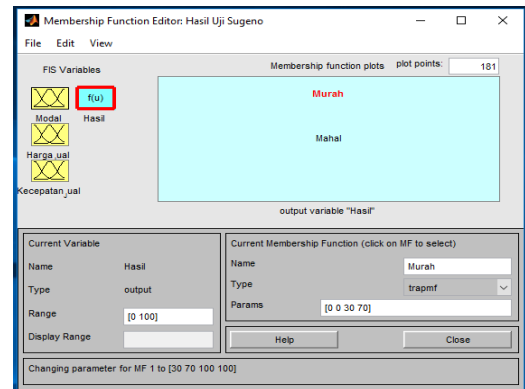 Membership Function Editor: Hasil Uji Sugeno
File Edit View
FIS Variables
Membership function plots plot points: 181
f(u)
Modal Hasil
Harga_ual
Kecepatan_jual
Murah
Mahal
output variable "Hasil"
Current Variable
Name Hasil
Type output
Range [0 100]
Display Range
Current Membership Function (click on MF to select)
Name Murah
Type trapmf
Params [0 0 30 70]
Help Close
Changing parameter for MF 1 to [30 70 100 100]